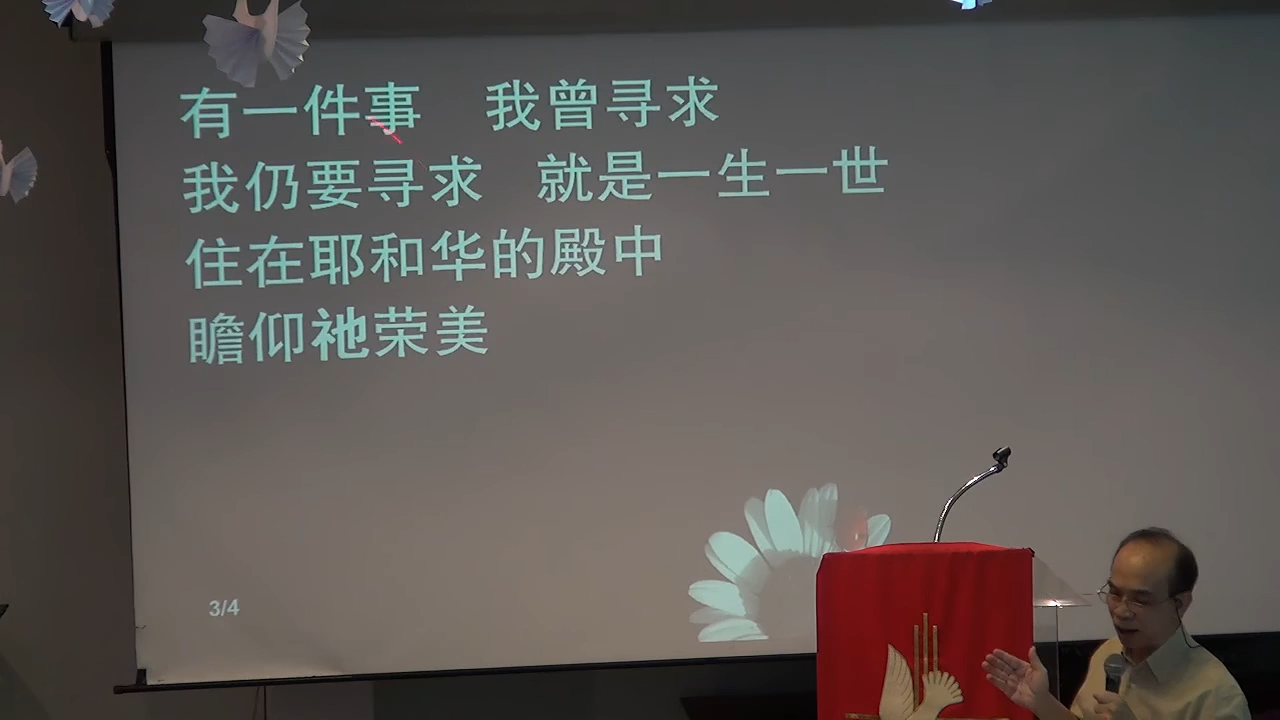 有一件事 我曾寻求
我仍要寻求 就是一生一世
住在耶和华的殿中
瞻仰祂荣美
3/4